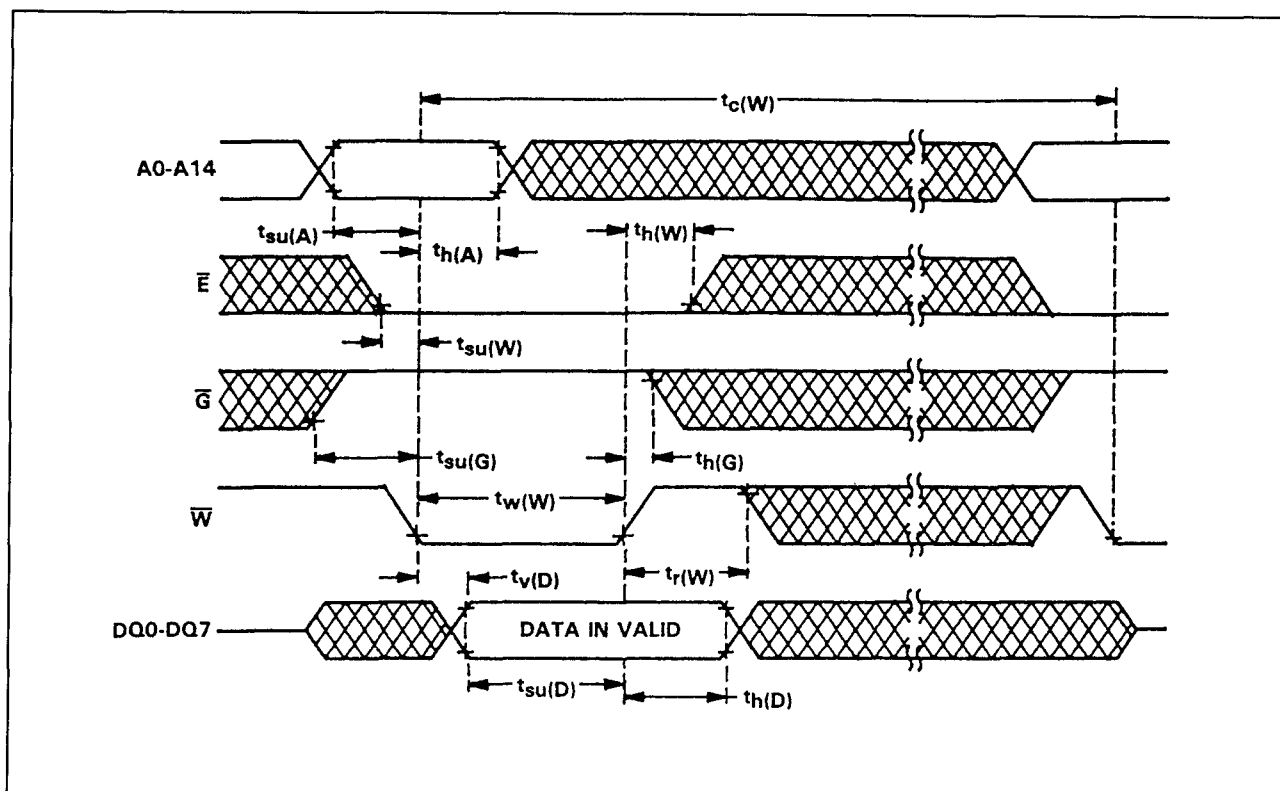 tc(W)
A0-A14
tsu(A)
th(A)
th(W)
E̅
tsu(W)
G̅
tsu(G)
th(G)
tw(W)
W̅
tv(D)
tr(W)
DQ0-DQ7
DATA IN VALID
tsu(D)
th(D)